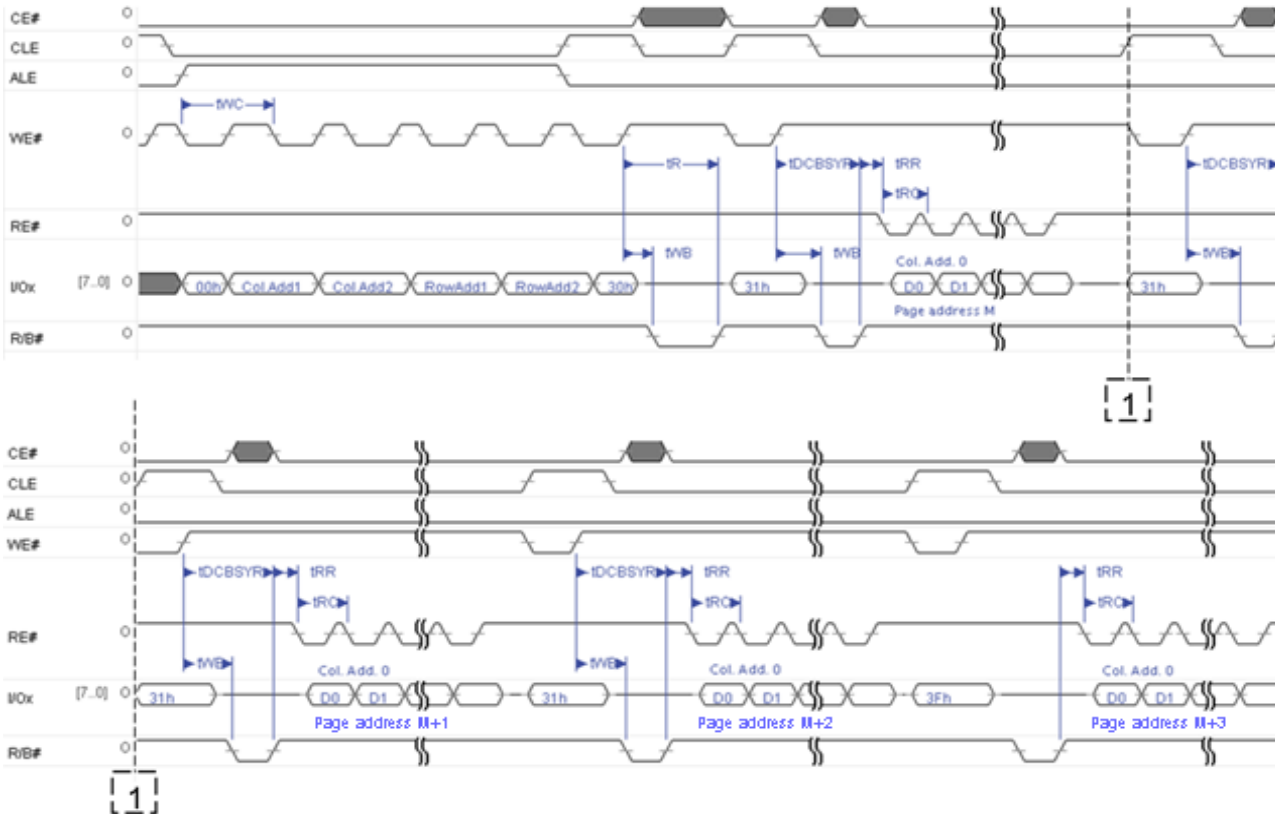 CE#
CLE
ALE
tWC
WE#
tR tDCBSYR tRR tDCBSYR
tRC
RE#
tWB tWB tWB
Col. Add. 0
I/Ox [7..0] 00h Col.Add1 Col.Add2 RowAdd1 RowAdd2 30h 31h D0 D1 31h
Page address M
R/B#
1
CE#
CLE
ALE
WE#
tDCBSYR tRR tDCBSYR tRR tRR
tRC tRC tRC
RE#
tWB tWB
Col. Add. 0 Col. Add. 0 Col. Add. 0
I/Ox [7..0] 31h D0 D1 31h D0 D1 3Fh D0 D1
Page address M+1 Page address M+2 Page address M+3
R/B#
1